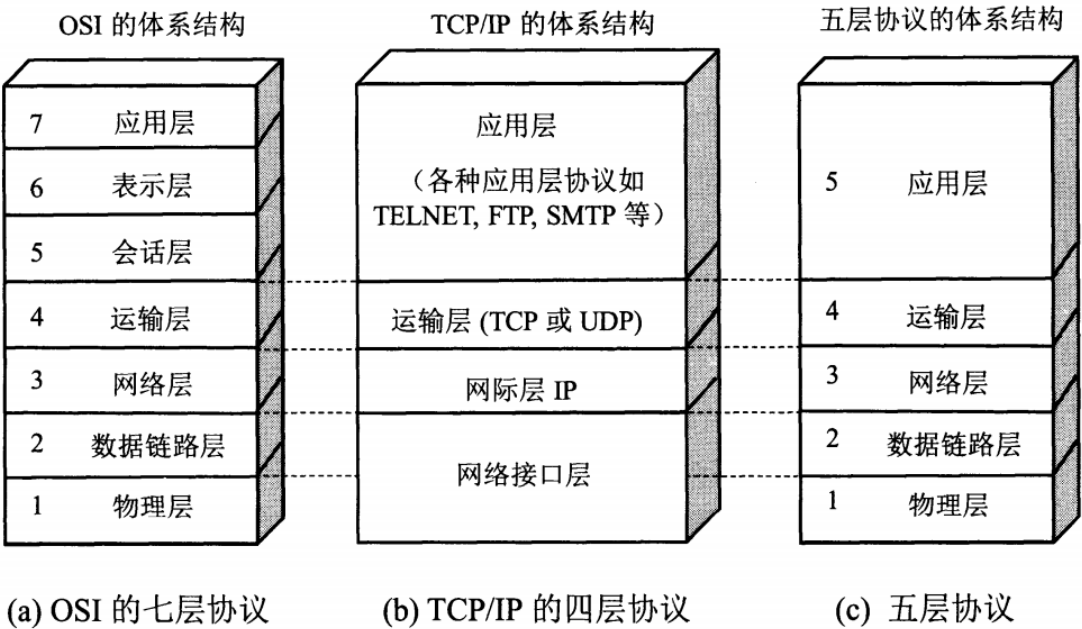 OSI 的体系结构
TCP/IP 的体系结构
五层协议的体系结构
7 应用层
6 表示层
5 会话层
4 运输层
3 网络层
2 数据链路层
1 物理层
应用层
（各种应用层协议如
TELNET, FTP, SMTP 等）
运输层 (TCP 或 UDP)
网际层 IP
网络接口层
5 应用层
4 运输层
3 网络层
2 数据链路层
1 物理层
(a) OSI 的七层协议
(b) TCP/IP 的四层协议
(c) 五层协议